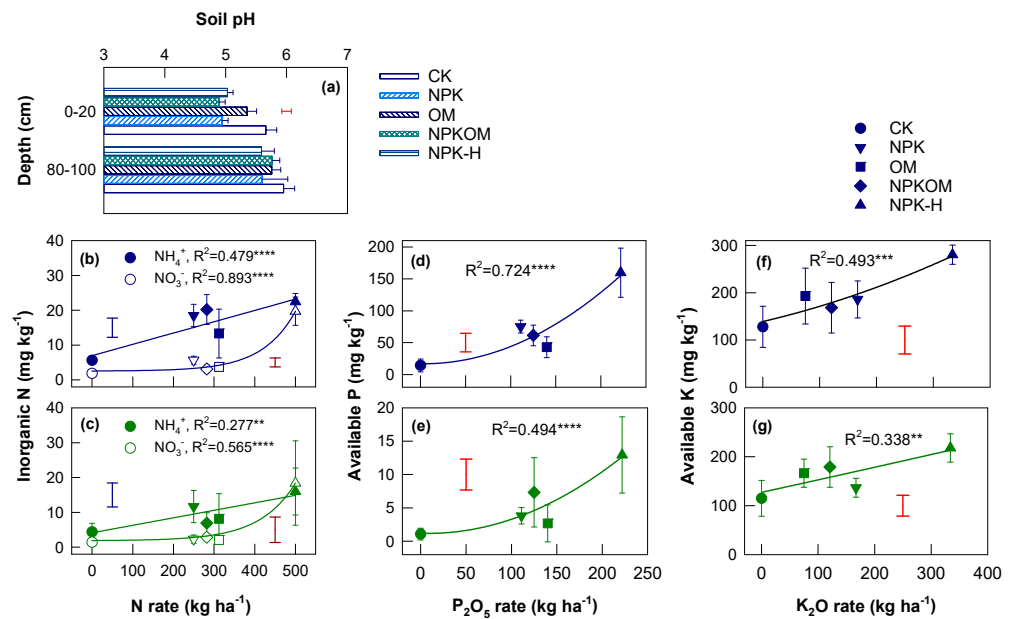 Soil pH
3 4 5 6 7
(a)
Depth (cm)
0-20
80-100
CK
NPK
OM
NPKOM
NPK-H
CK
NPK
OM
NPKOM
NPK-H
Inorganic N (mg kg⁻¹)
(b)
NH₄⁺, R²=0.479****
NO₃⁻, R²=0.893****
40
30
20
10
0
(c)
NH₄⁺, R²=0.277**
NO₃⁻, R²=0.565****
40
30
20
10
0
0 100 200 300 400 500
N rate (kg ha⁻¹)
Available P (mg kg⁻¹)
(d)
R²=0.724****
200
150
100
50
0
(e)
R²=0.494****
20
15
10
5
0
0 50 100 150 200 250
P₂O₅ rate (kg ha⁻¹)
Available K (mg kg⁻¹)
(f)
R²=0.493***
300
200
100
0
(g)
R²=0.338**
300
200
100
0
0 100 200 300 400
K₂O rate (kg ha⁻¹)